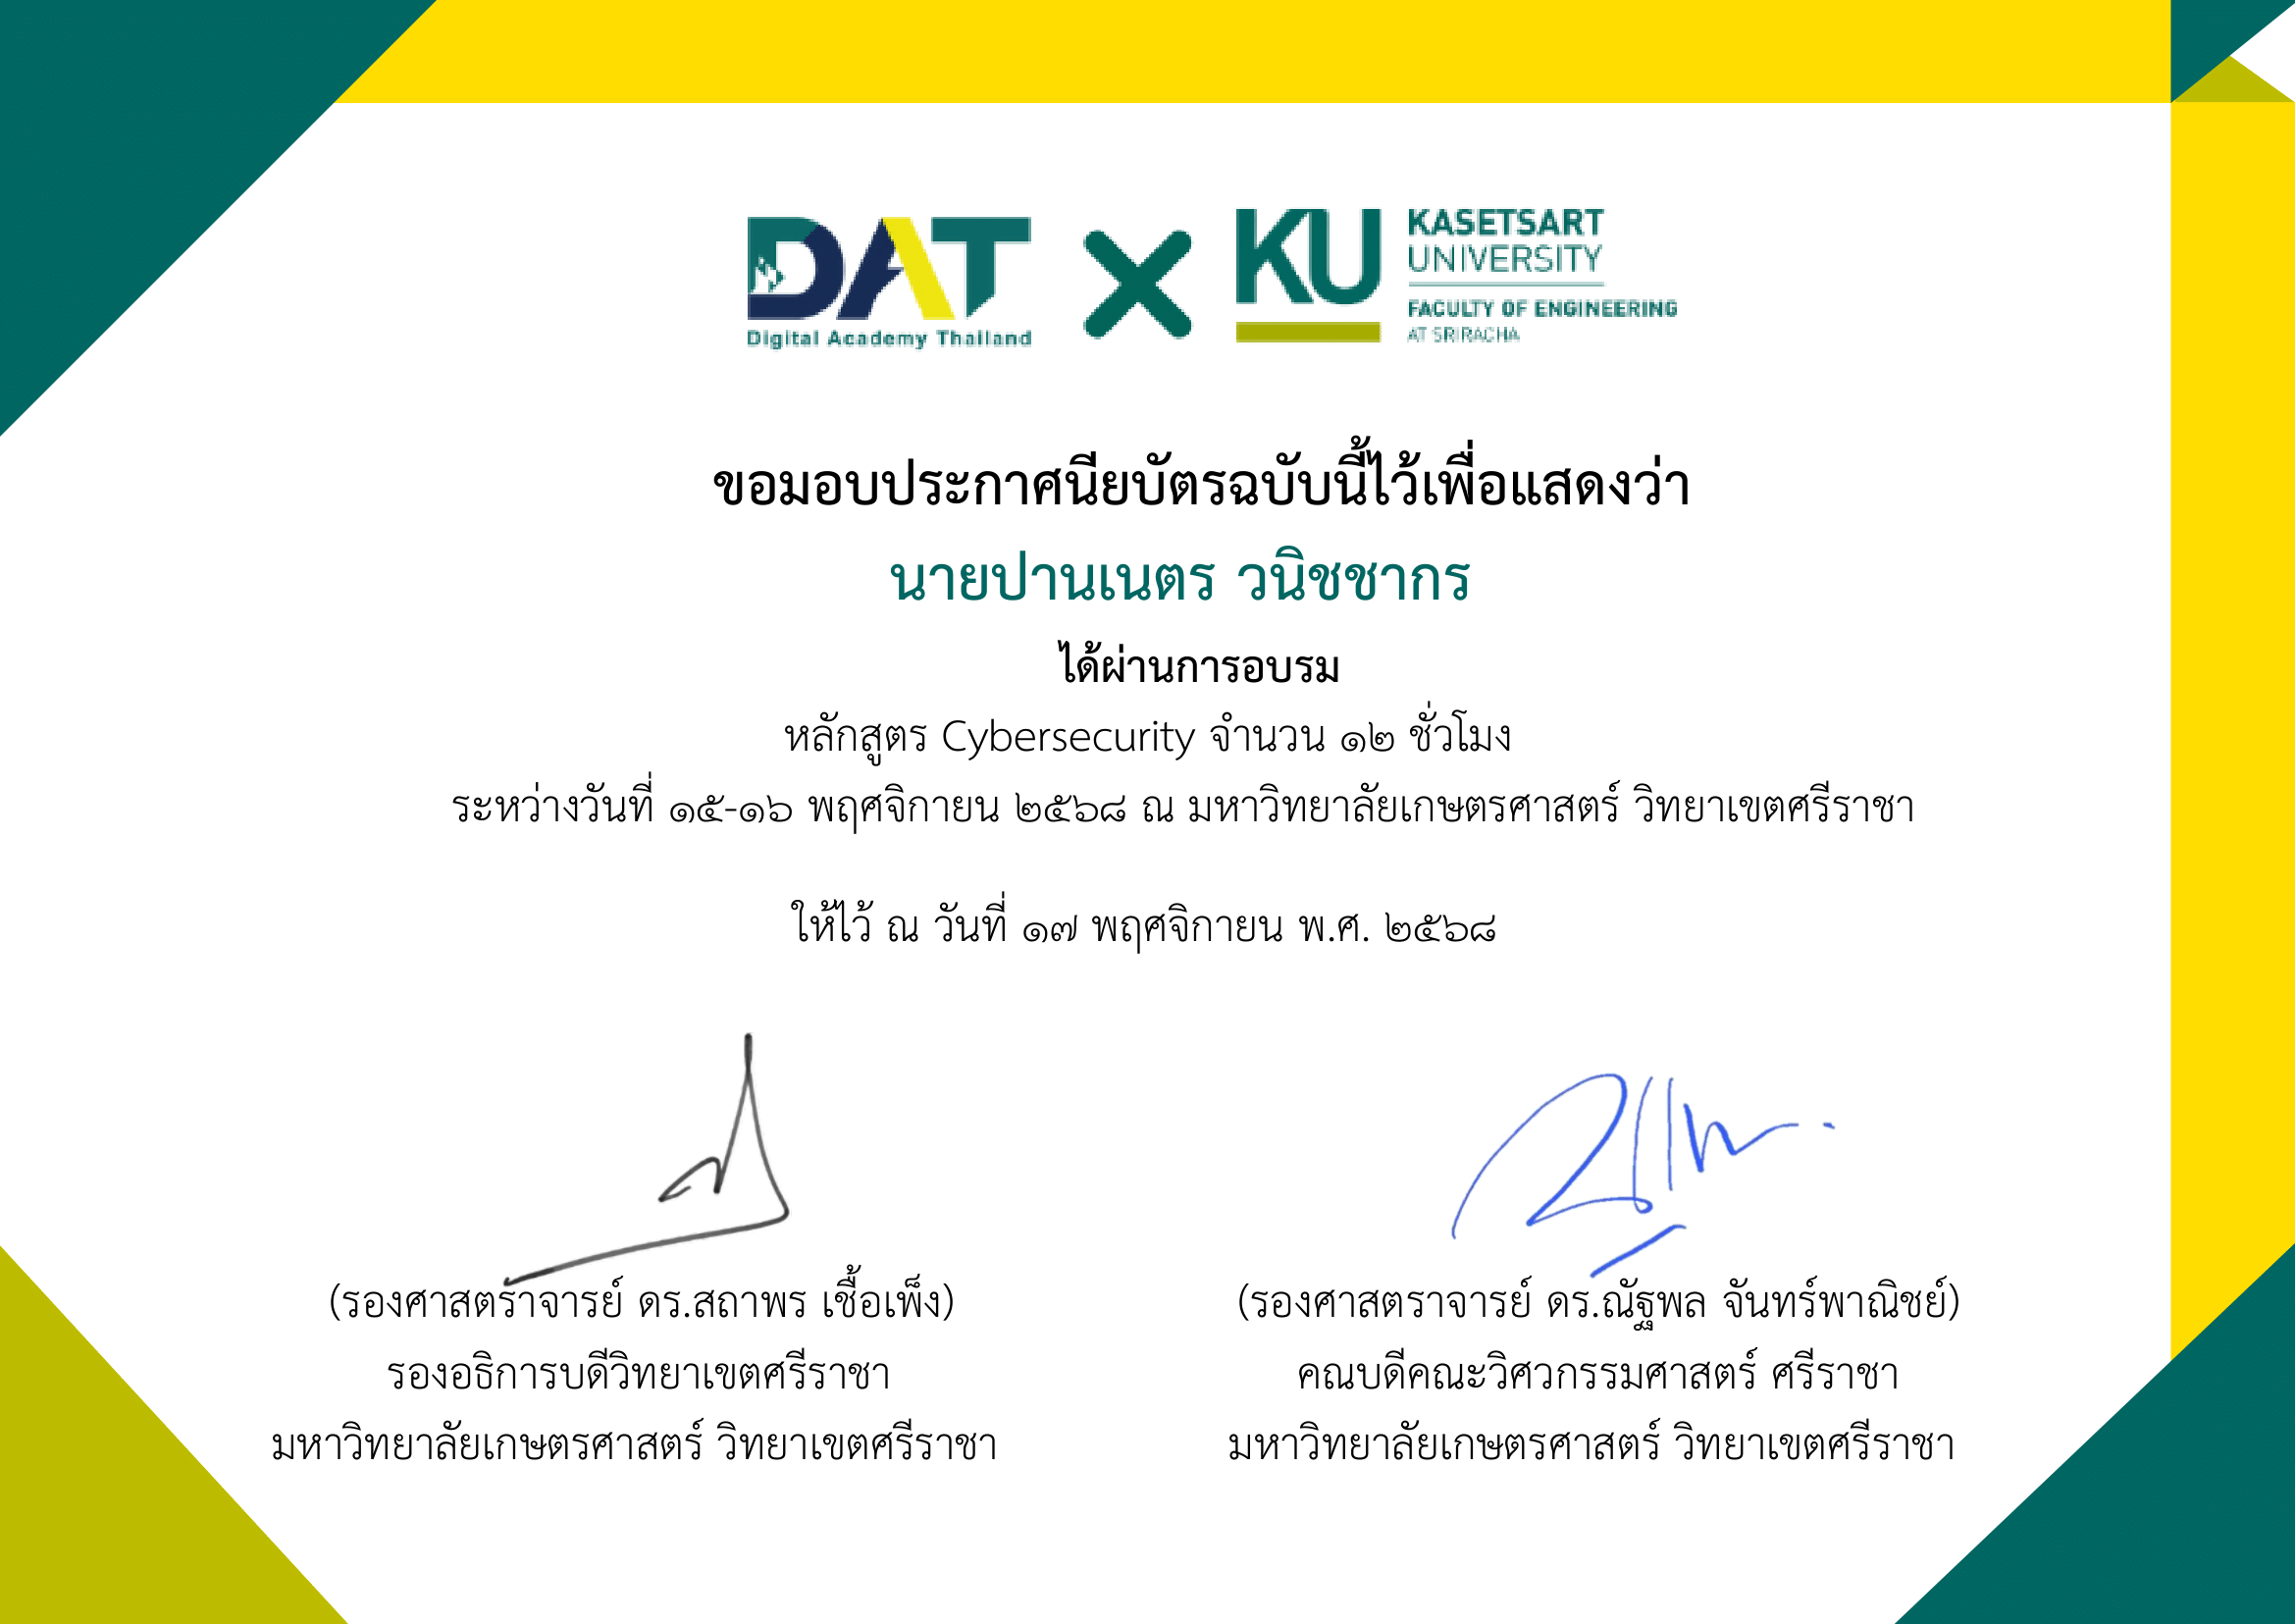 DAT
Digital Academy Thailand
KU
KASETSART
UNIVERSITY
FACULTY OF ENGINEERING
AT SRIRACHA
ขอมอบประกาศนียบัตรฉบับนี้ไว้เพื่อแสดงว่า
นายปานเนตร วนิชชากร
ได้ผ่านการอบรม
หลักสูตร Cybersecurity จำนวน ๑๒ ชั่วโมง
ระหว่างวันที่ ๑๕-๑๖ พฤศจิกายน ๒๕๖๘ ณ มหาวิทยาลัยเกษตรศาสตร์ วิทยาเขตศรีราชา
ให้ไว้ ณ วันที่ ๑๗ พฤศจิกายน พ.ศ. ๒๕๖๘
(รองศาสตราจารย์ ดร.สถาพร เชื้อเพ็ง)
รองอธิการบดีวิทยาเขตศรีราชา
มหาวิทยาลัยเกษตรศาสตร์ วิทยาเขตศรีราชา
(รองศาสตราจารย์ ดร.ณัฐพล จันทร์พาณิชย์)
คณบดีคณะวิศวกรรมศาสตร์ ศรีราชา
มหาวิทยาลัยเกษตรศาสตร์ วิทยาเขตศรีราชา